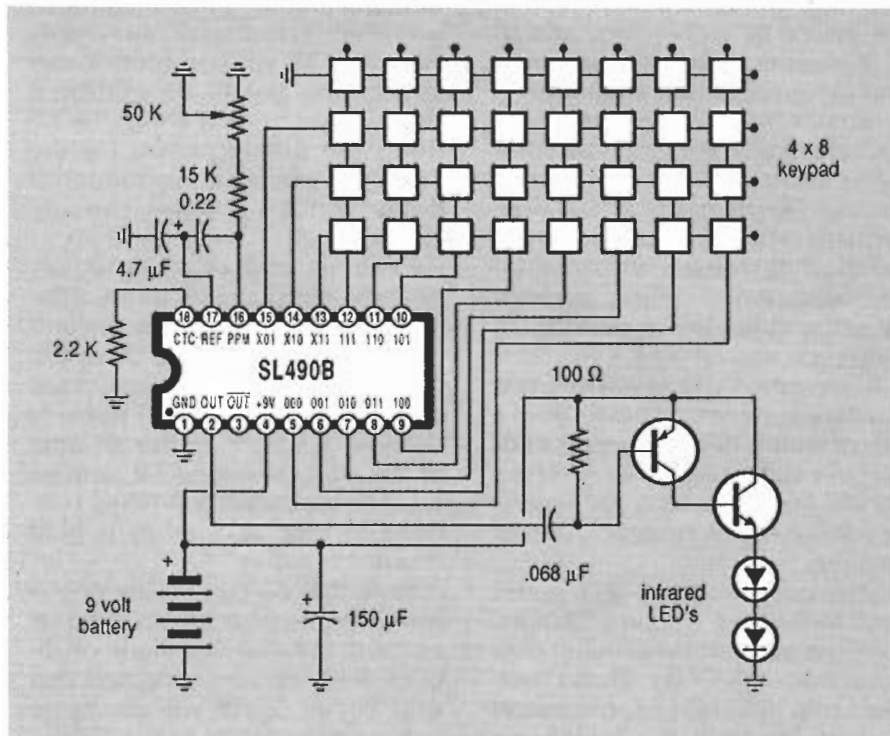 50 K
15 K
0.22
+
4.7 µF
2.2 K
4 x 8
keypad
18 17 16 15 14 13 12 11 10
CTC REF PPM X01 X10 X11 111 110 101
SL490B
GND OUT OUT +9V 000 001 010 011 100
1 2 3 4 5 6 7 8 9
100 Ω
.068 µF
+
9 volt
battery
+
150 µF
infrared
LED's